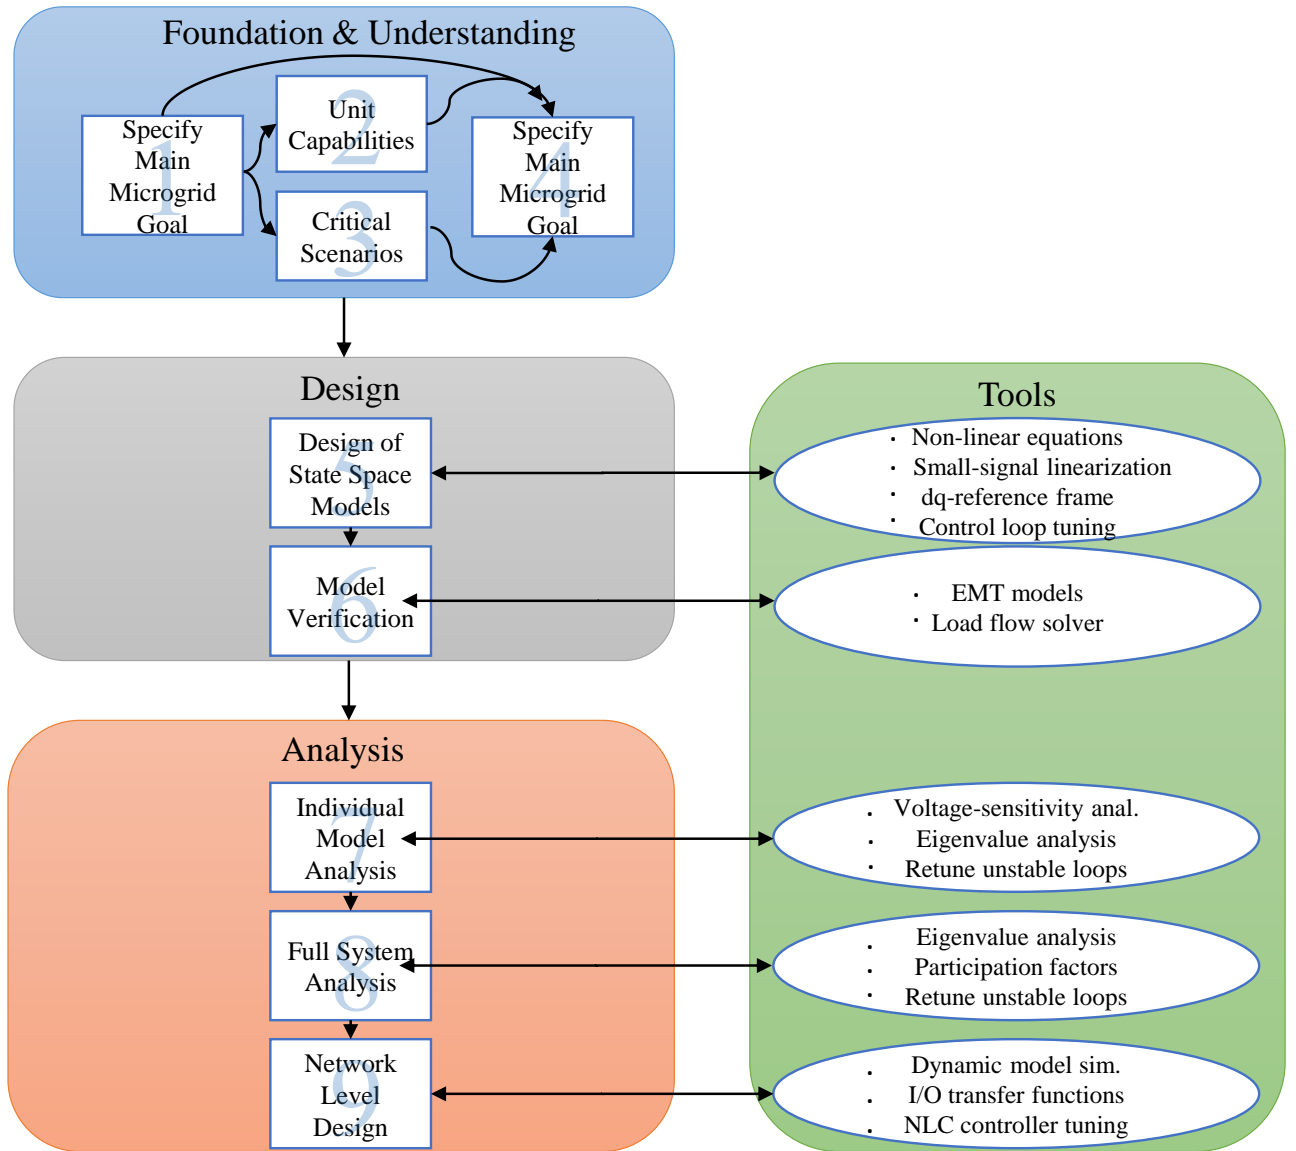 Foundation & Understanding
1
Specify
Main
Microgrid
Goal
2
Unit
Capabilities
3
Critical
Scenarios
4
Specify
Main
Microgrid
Goal
Design
5
Design of
State Space
Models
6
Model
Verification
Analysis
7
Individual
Model
Analysis
8
Full System
Analysis
9
Network
Level
Design
Tools
· Non-linear equations
· Small-signal linearization
· dq-reference frame
· Control loop tuning
· EMT models
· Load flow solver
· Voltage-sensitivity anal.
· Eigenvalue analysis
· Retune unstable loops
· Eigenvalue analysis
· Participation factors
· Retune unstable loops
· Dynamic model sim.
· I/O transfer functions
· NLC controller tuning